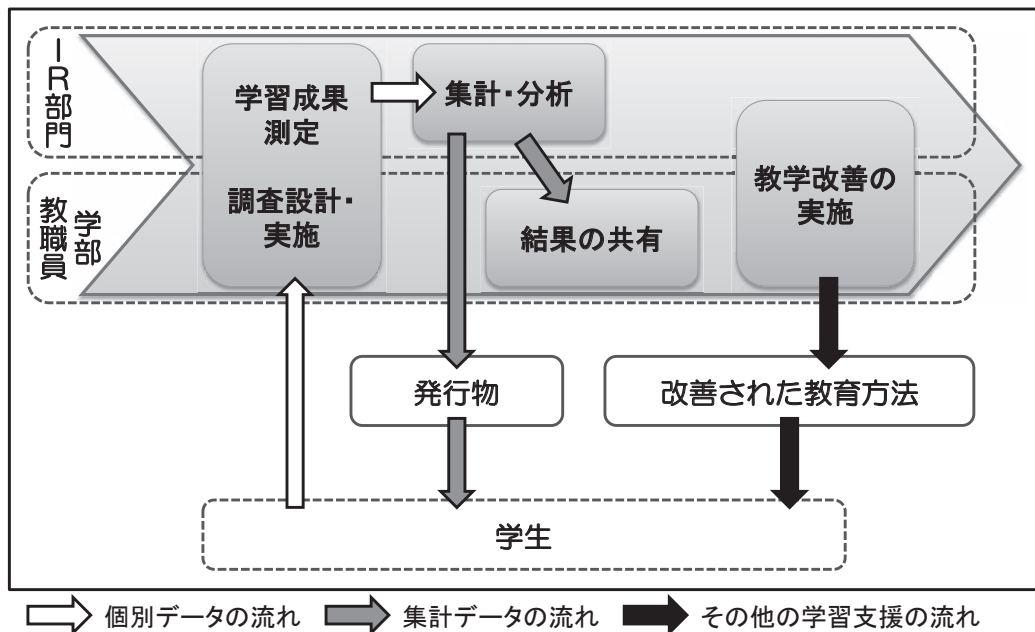 IR部門
学習成果
測定
調査設計・
実施
集計・分析
結果の共有
教学改善の
実施
学部
教職員
発行物
改善された教育方法
学生
個別データの流れ
集計データの流れ
その他の学習支援の流れ